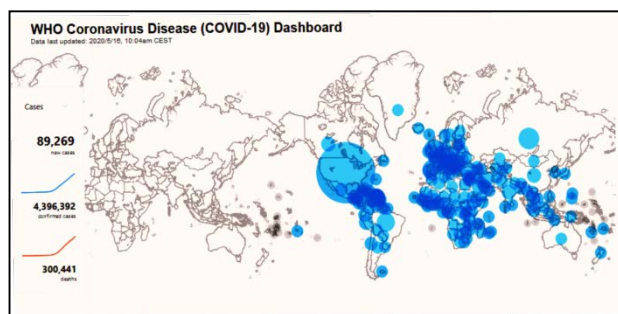 WHO Coronavirus Disease (COVID-19) Dashboard
Data last updated: 2020/5/16, 10:04am CEST
Cases
89,269
new cases
4,396,392
confirmed cases
300,441
deaths